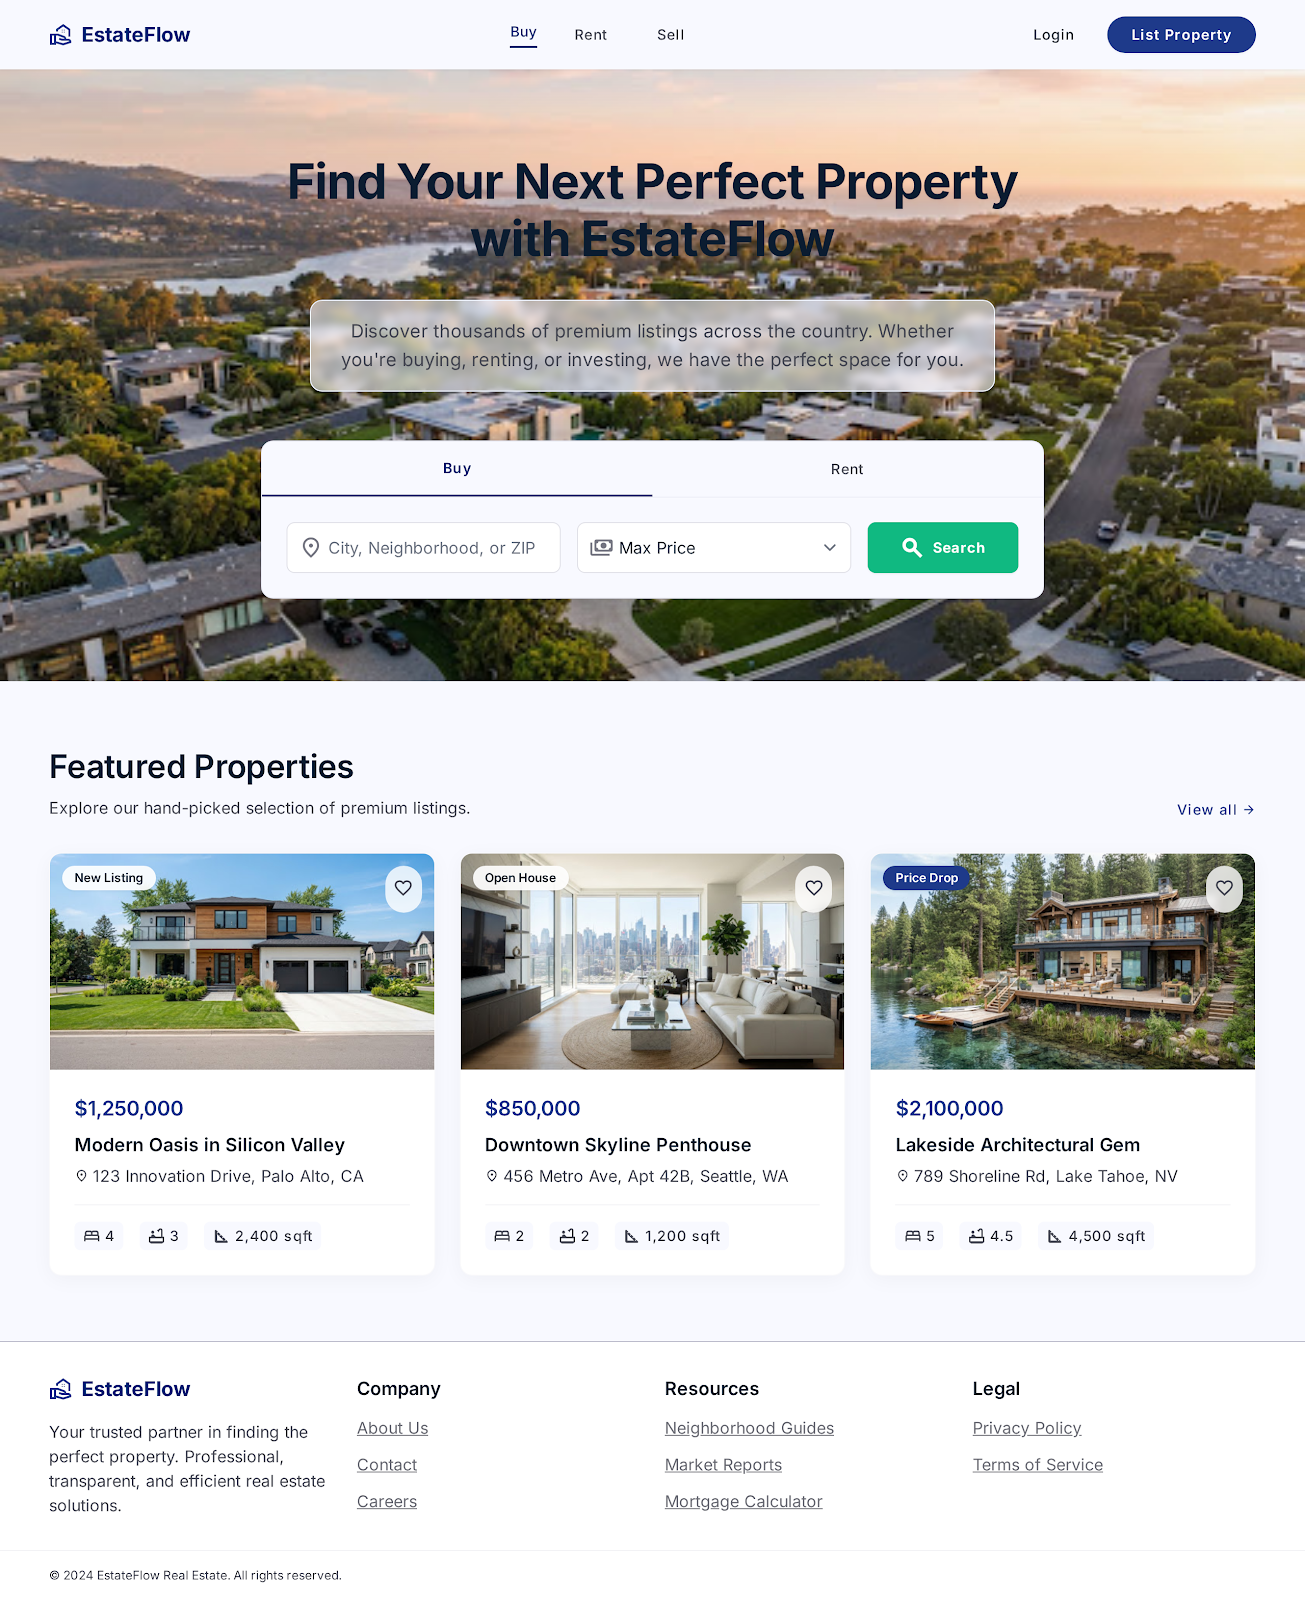 EstateFlow
Buy
Rent
Sell
Login
List Property
Find Your Next Perfect Property
with EstateFlow
Discover thousands of premium listings across the country. Whether
you're buying, renting, or investing, we have the perfect space for you.
Buy
Rent
City, Neighborhood, or ZIP
Max Price
Search
Featured Properties
Explore our hand-picked selection of premium listings.
View all →
New Listing
$1,250,000
Modern Oasis in Silicon Valley
123 Innovation Drive, Palo Alto, CA
4
3
2,400 sqft
Open House
$850,000
Downtown Skyline Penthouse
456 Metro Ave, Apt 42B, Seattle, WA
2
2
1,200 sqft
Price Drop
$2,100,000
Lakeside Architectural Gem
789 Shoreline Rd, Lake Tahoe, NV
5
4.5
4,500 sqft
EstateFlow
Your trusted partner in finding the
perfect property. Professional,
transparent, and efficient real estate
solutions.
Company
About Us
Contact
Careers
Resources
Neighborhood Guides
Market Reports
Mortgage Calculator
Legal
Privacy Policy
Terms of Service
© 2024 EstateFlow Real Estate. All rights reserved.